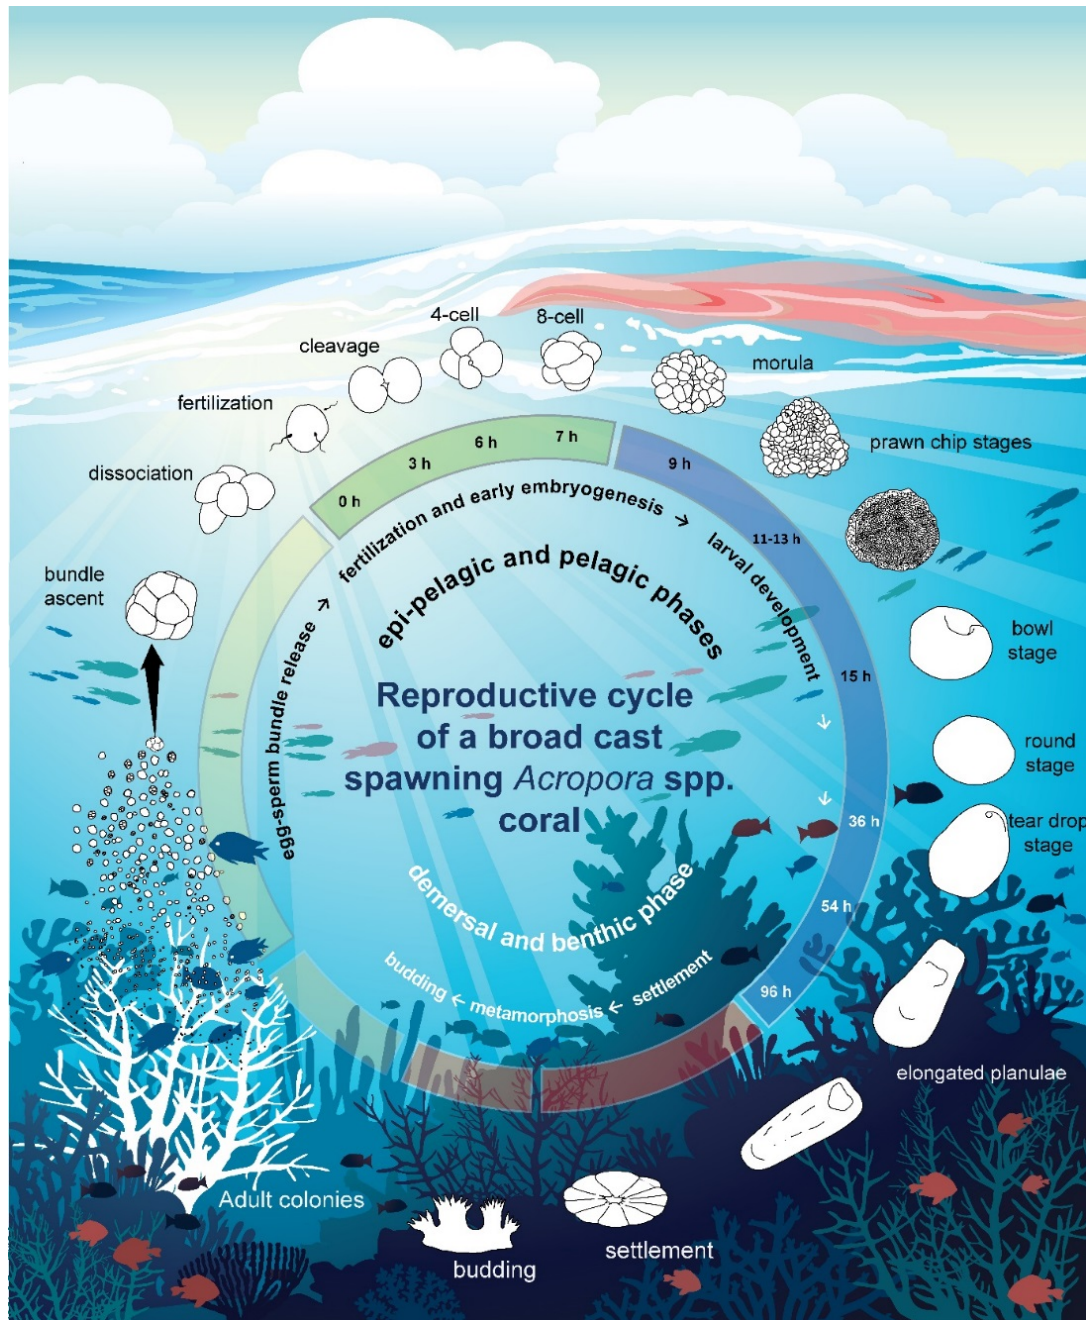 4-cell
8-cell
cleavage
morula
fertilization
prawn chip stages
dissociation
bundle
ascent
bowl
stage
round
stage
tear drop
stage
elongated planulae
settlement
budding
Adult colonies
0 h
3 h
6 h
7 h
9 h
11-13 h
15 h
36 h
54 h
96 h
egg-sperm bundle release →
fertilization and early embryogenesis →
larval development → →
epi-pelagic and pelagic phases
Reproductive cycle
of a broad cast
spawning Acropora spp.
coral
demersal and benthic phase
budding ← metamorphosis ← settlement